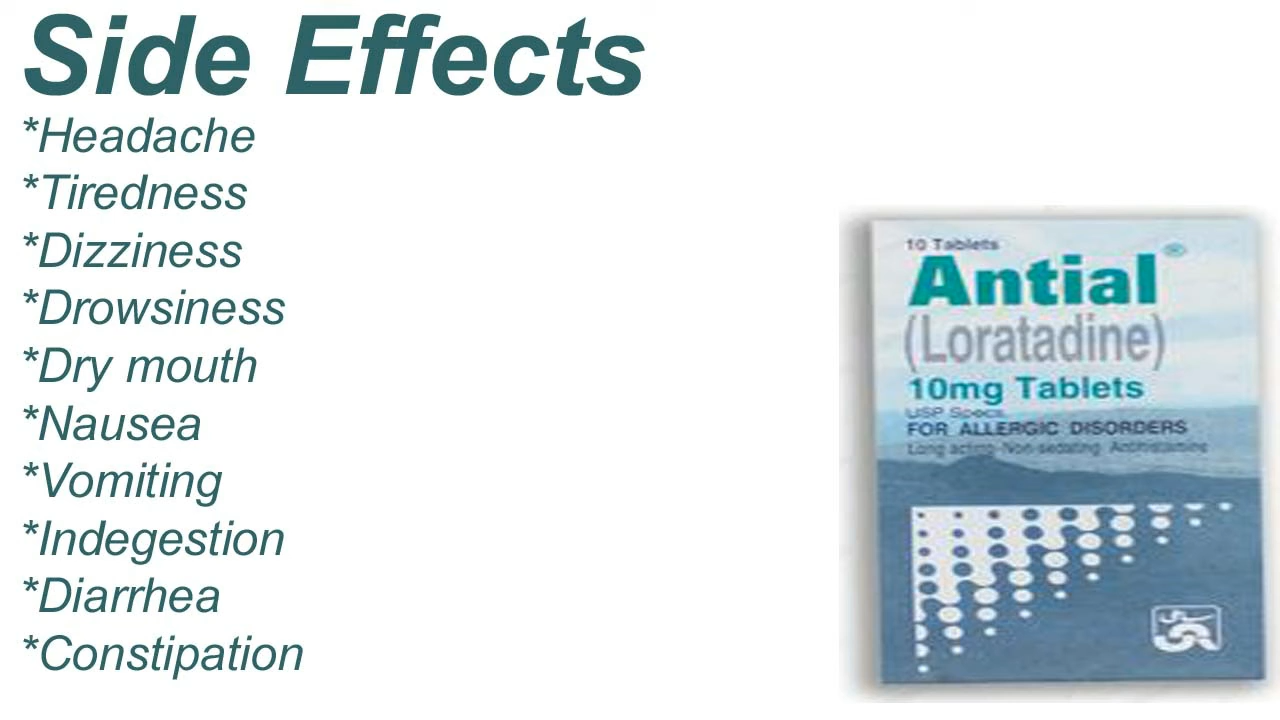 Side Effects
*Headache
*Tiredness
*Dizziness
*Drowsiness
*Dry mouth
*Nausea
*Vomiting
*Indegestion
*Diarrhea
*Constipation
10 Tablets
Antial®
(Loratadine)
10mg Tablets
USP Specs
FOR ALLERGIC DISORDERS
Long acting-Non-sedating Antihistamine